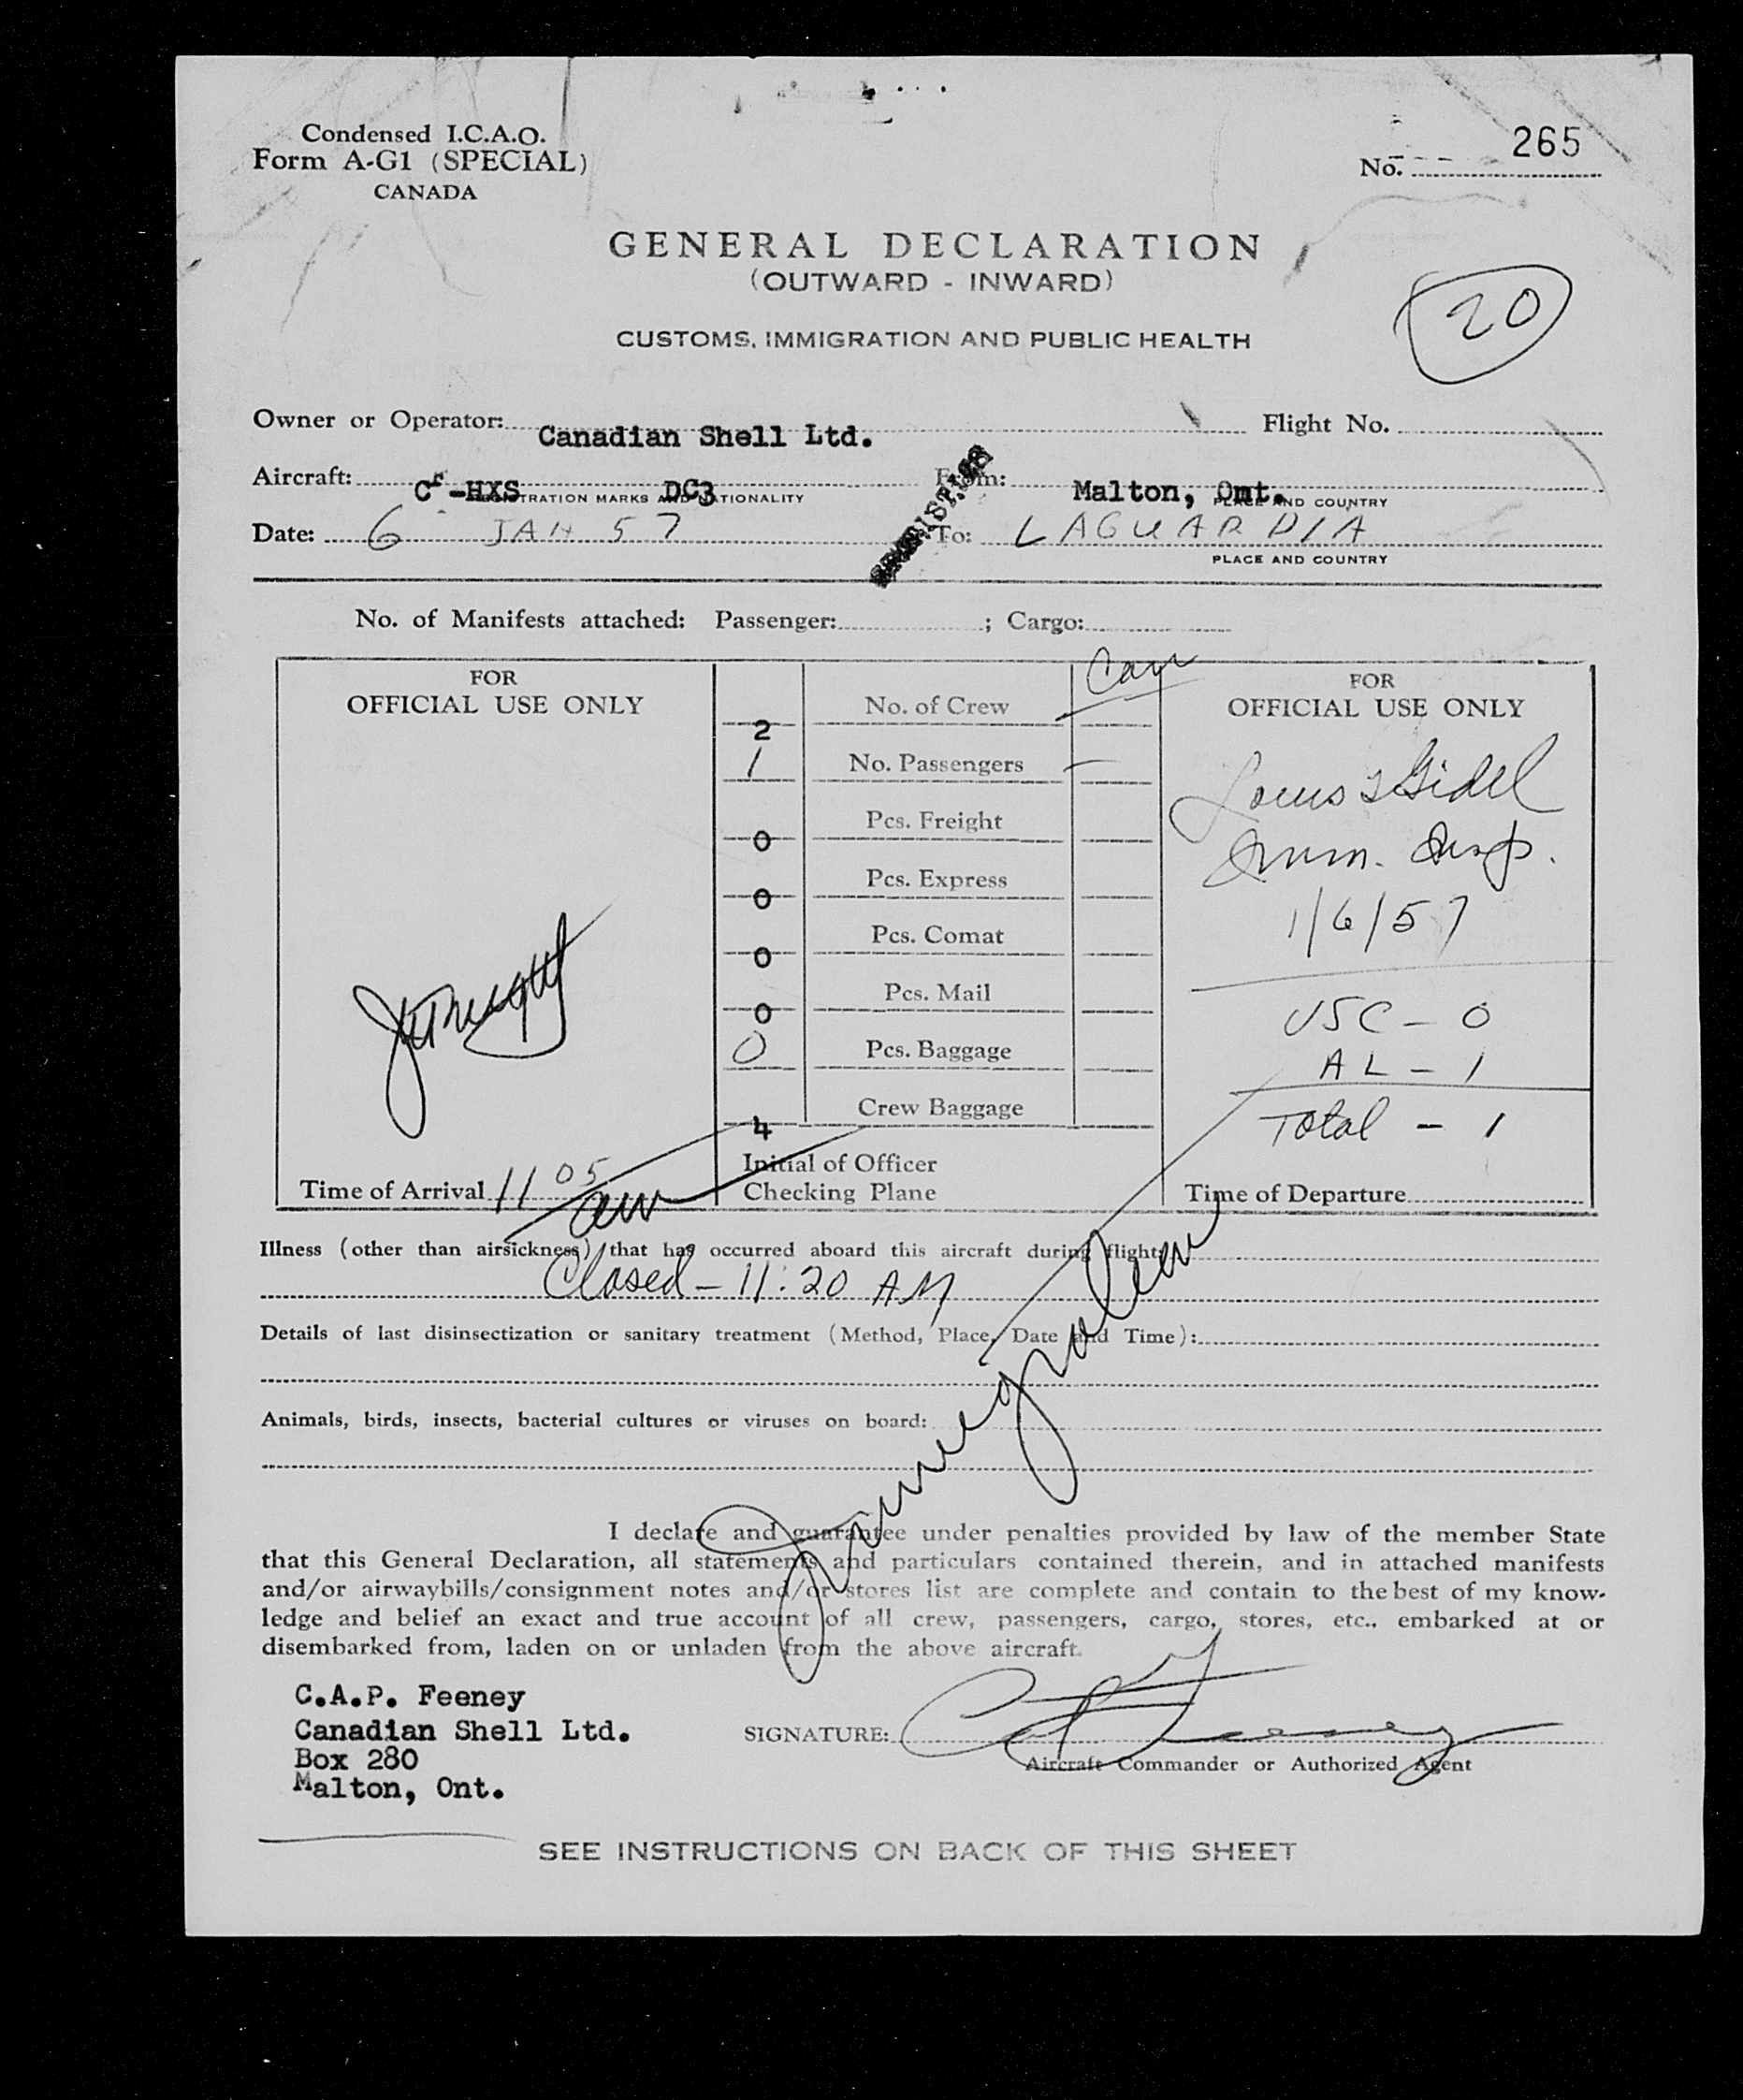 Condensed I.C.A.O.
Form A-G1 (SPECIAL)
CANADA
No. 265
GENERAL DECLARATION
(OUTWARD - INWARD)
20
CUSTOMS, IMMIGRATION AND PUBLIC HEALTH
Owner or Operator: Canadian Shell Ltd. Flight No.
Aircraft: CF-HXS DC3 From: Malton, Ont.
REGISTRATION MARKS AND NATIONALITY PLACE AND COUNTRY
Date: 6 JAN 57 To: LAGUARDIA
PLACE AND COUNTRY
No. of Manifests attached: Passenger: ; Cargo:
FOR
OFFICIAL USE ONLY
2 No. of Crew
1 No. Passengers —
0 Pcs. Freight
0 Pcs. Express
0 Pcs. Comat
0 Pcs. Mail
0 Pcs. Baggage
4 Crew Baggage
Initial of Officer
Checking Plane
Time of Arrival 11 05
FOR
OFFICIAL USE ONLY
Gidel
Imm. Insp.
1/6/57
USC - 0
AL - 1
Total - 1
Time of Departure
Illness (other than airsickness) that has occurred aboard this aircraft during flight:
Closed - 11:20 AM
Details of last disinsectization or sanitary treatment (Method, Place, Date and Time):
Animals, birds, insects, bacterial cultures or viruses on board:
Immigration
I declare and guarantee under penalties provided by law of the member State
that this General Declaration, all statements and particulars contained therein, and in attached manifests
and/or airwaybills/consignment notes and/or stores list are complete and contain to the best of my know-
ledge and belief an exact and true account of all crew, passengers, cargo, stores, etc., embarked at or
disembarked from, laden on or unladen from the above aircraft.
C.A.P. Feeney
Canadian Shell Ltd.
Box 280
Malton, Ont.
SIGNATURE: CAP Feeney
Aircraft Commander or Authorized Agent
SEE INSTRUCTIONS ON BACK OF THIS SHEET